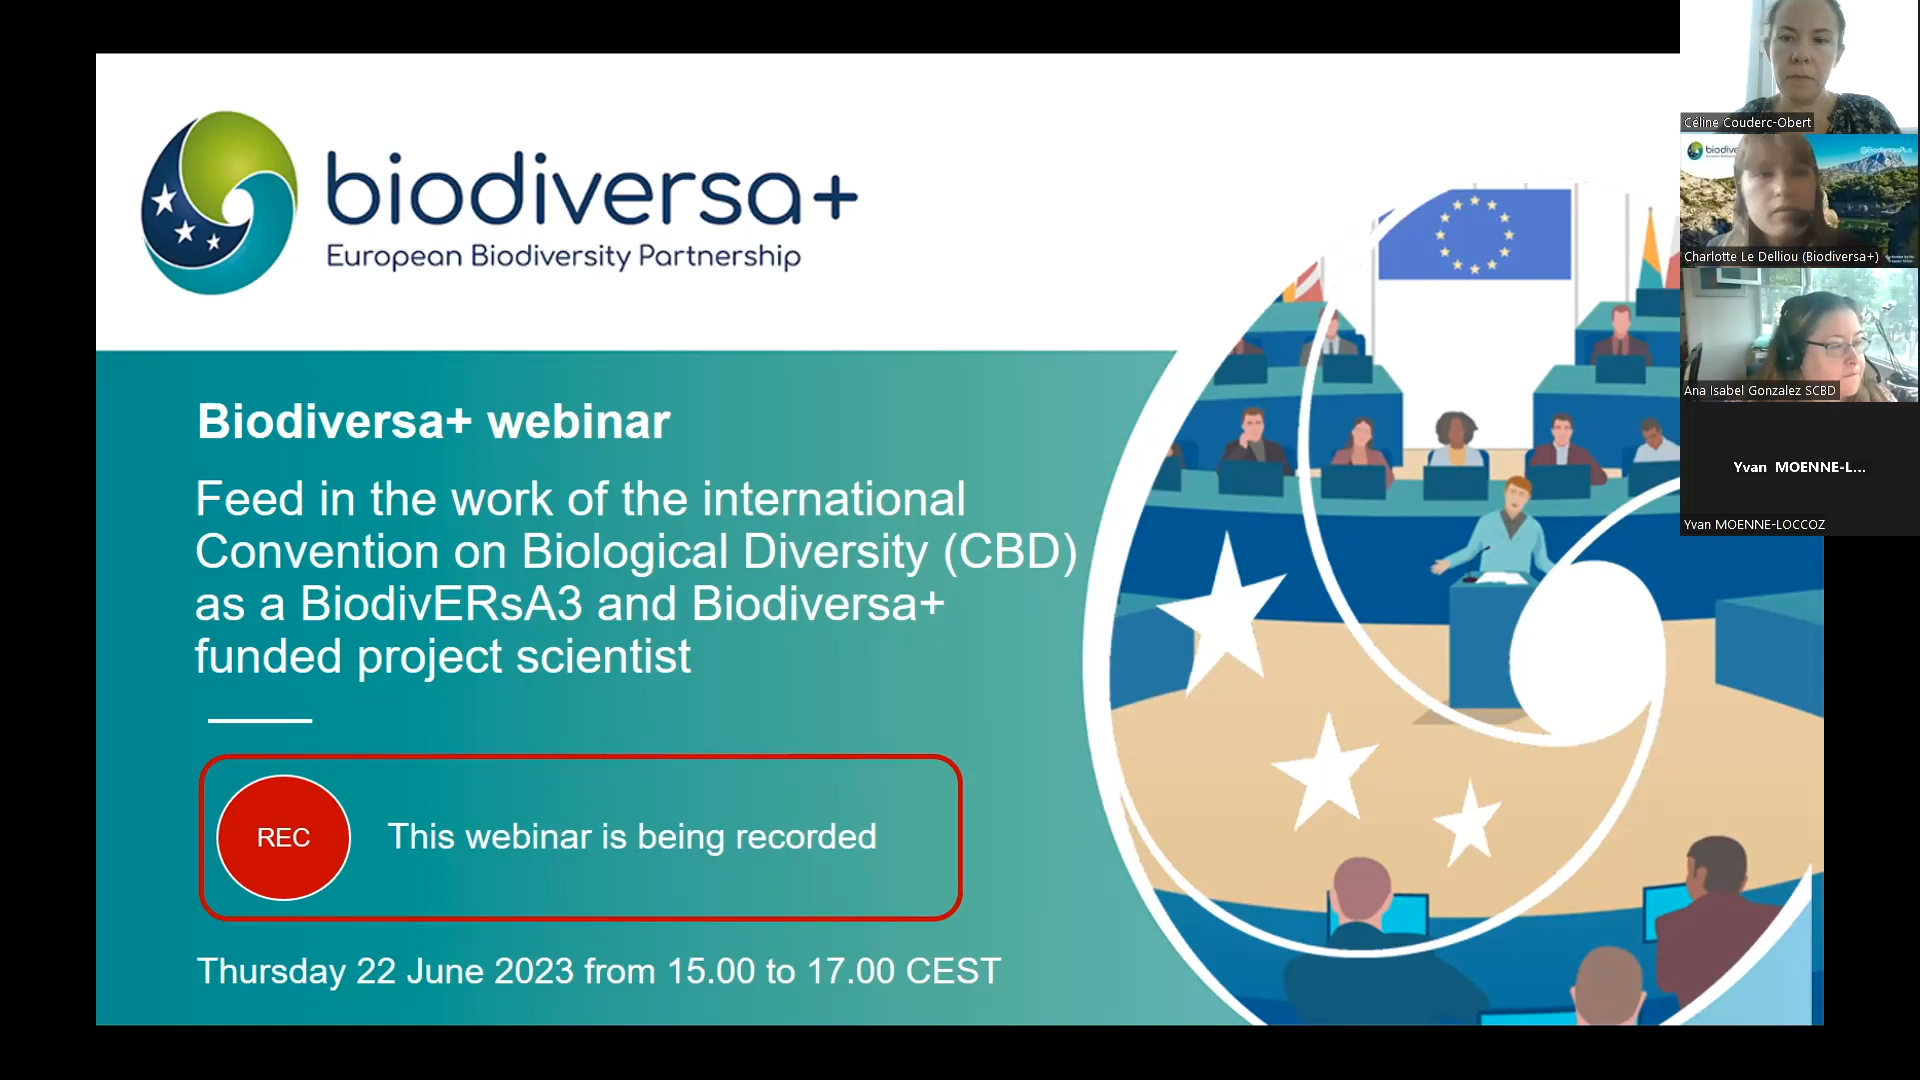 biodiversa+
European Biodiversity Partnership
Biodiversa+ webinar
Feed in the work of the international
Convention on Biological Diversity (CBD)
as a BiodivERsA3 and Biodiversa+
funded project scientist
REC
This webinar is being recorded
Thursday 22 June 2023 from 15.00 to 17.00 CEST
Céline Couderc-Obert
@BiodiversaPlus
Charlotte Le Delliou (Biodiversa+)
Ana Isabel Gonzalez SCBD
Yvan MOENNE-L...
Yvan MOENNE-LOCCOZ